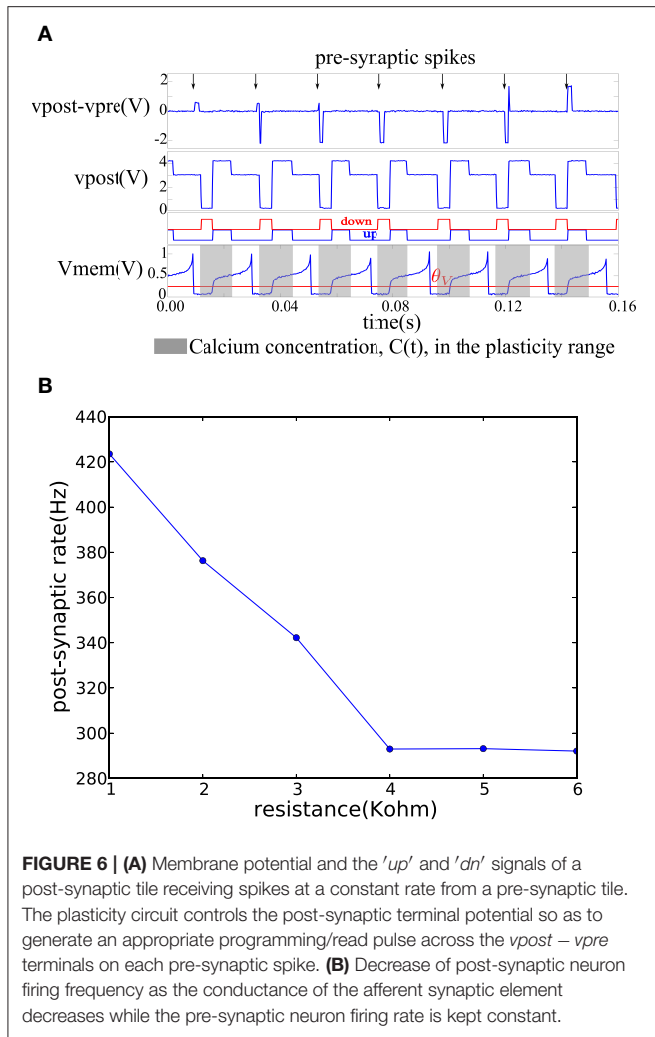 A
pre-synaptic spikes
vpost-vpre(V)
2
0
-2
vpost(V)
4
2
0
down
up
Vmem(V)
1
0.5
0
θV
0.00 0.04 0.08 0.12 0.16
time(s)
Calcium concentration, C(t), in the plasticity range
B
post-synaptic rate(Hz)
440
420
400
380
360
340
320
300
280
1 2 3 4 5 6
resistance(Kohm)
FIGURE 6 | (A) Membrane potential and the 'up' and 'dn' signals of a
post-synaptic tile receiving spikes at a constant rate from a pre-synaptic tile.
The plasticity circuit controls the post-synaptic terminal potential so as to
generate an appropriate programming/read pulse across the vpost − vpre
terminals on each pre-synaptic spike. (B) Decrease of post-synaptic neuron
firing frequency as the conductance of the afferent synaptic element
decreases while the pre-synaptic neuron firing rate is kept constant.